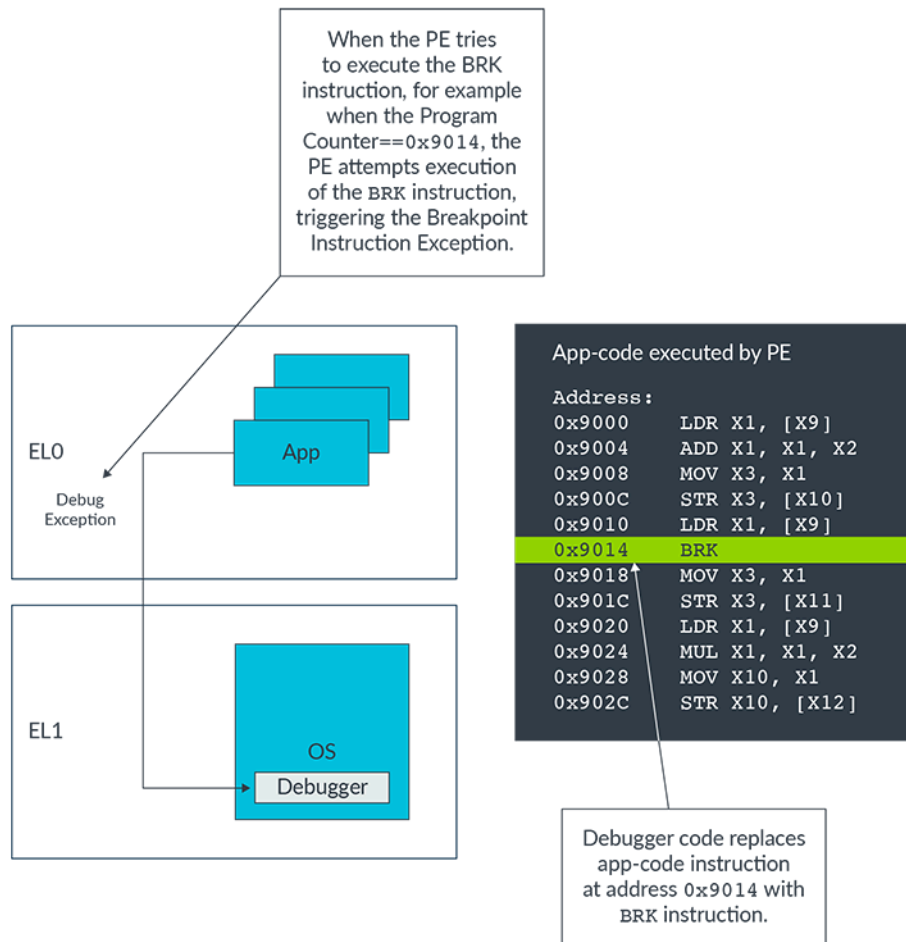 When the PE tries
to execute the BRK
instruction, for example
when the Program
Counter==0x9014, the
PE attempts execution
of the BRK instruction,
triggering the Breakpoint
Instruction Exception.
EL0
App
Debug
Exception
EL1
OS
Debugger
App-code executed by PE
Address:
0x9000 LDR X1, [X9]
0x9004 ADD X1, X1, X2
0x9008 MOV X3, X1
0x900C STR X3, [X10]
0x9010 LDR X1, [X9]
0x9014 BRK
0x9018 MOV X3, X1
0x901C STR X3, [X11]
0x9020 LDR X1, [X9]
0x9024 MUL X1, X1, X2
0x9028 MOV X10, X1
0x902C STR X10, [X12]
Debugger code replaces
app-code instruction
at address 0x9014 with
BRK instruction.